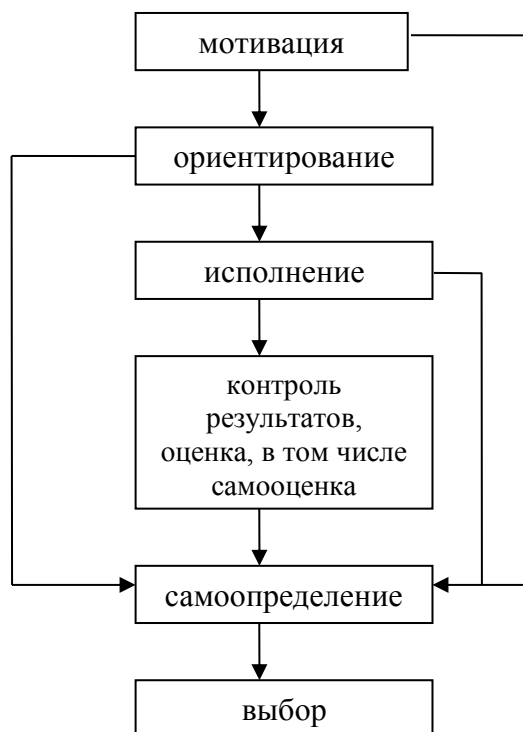 мотивация
ориентирование
исполнение
контроль
результатов,
оценка, в том числе
самооценка
самоопределение
выбор